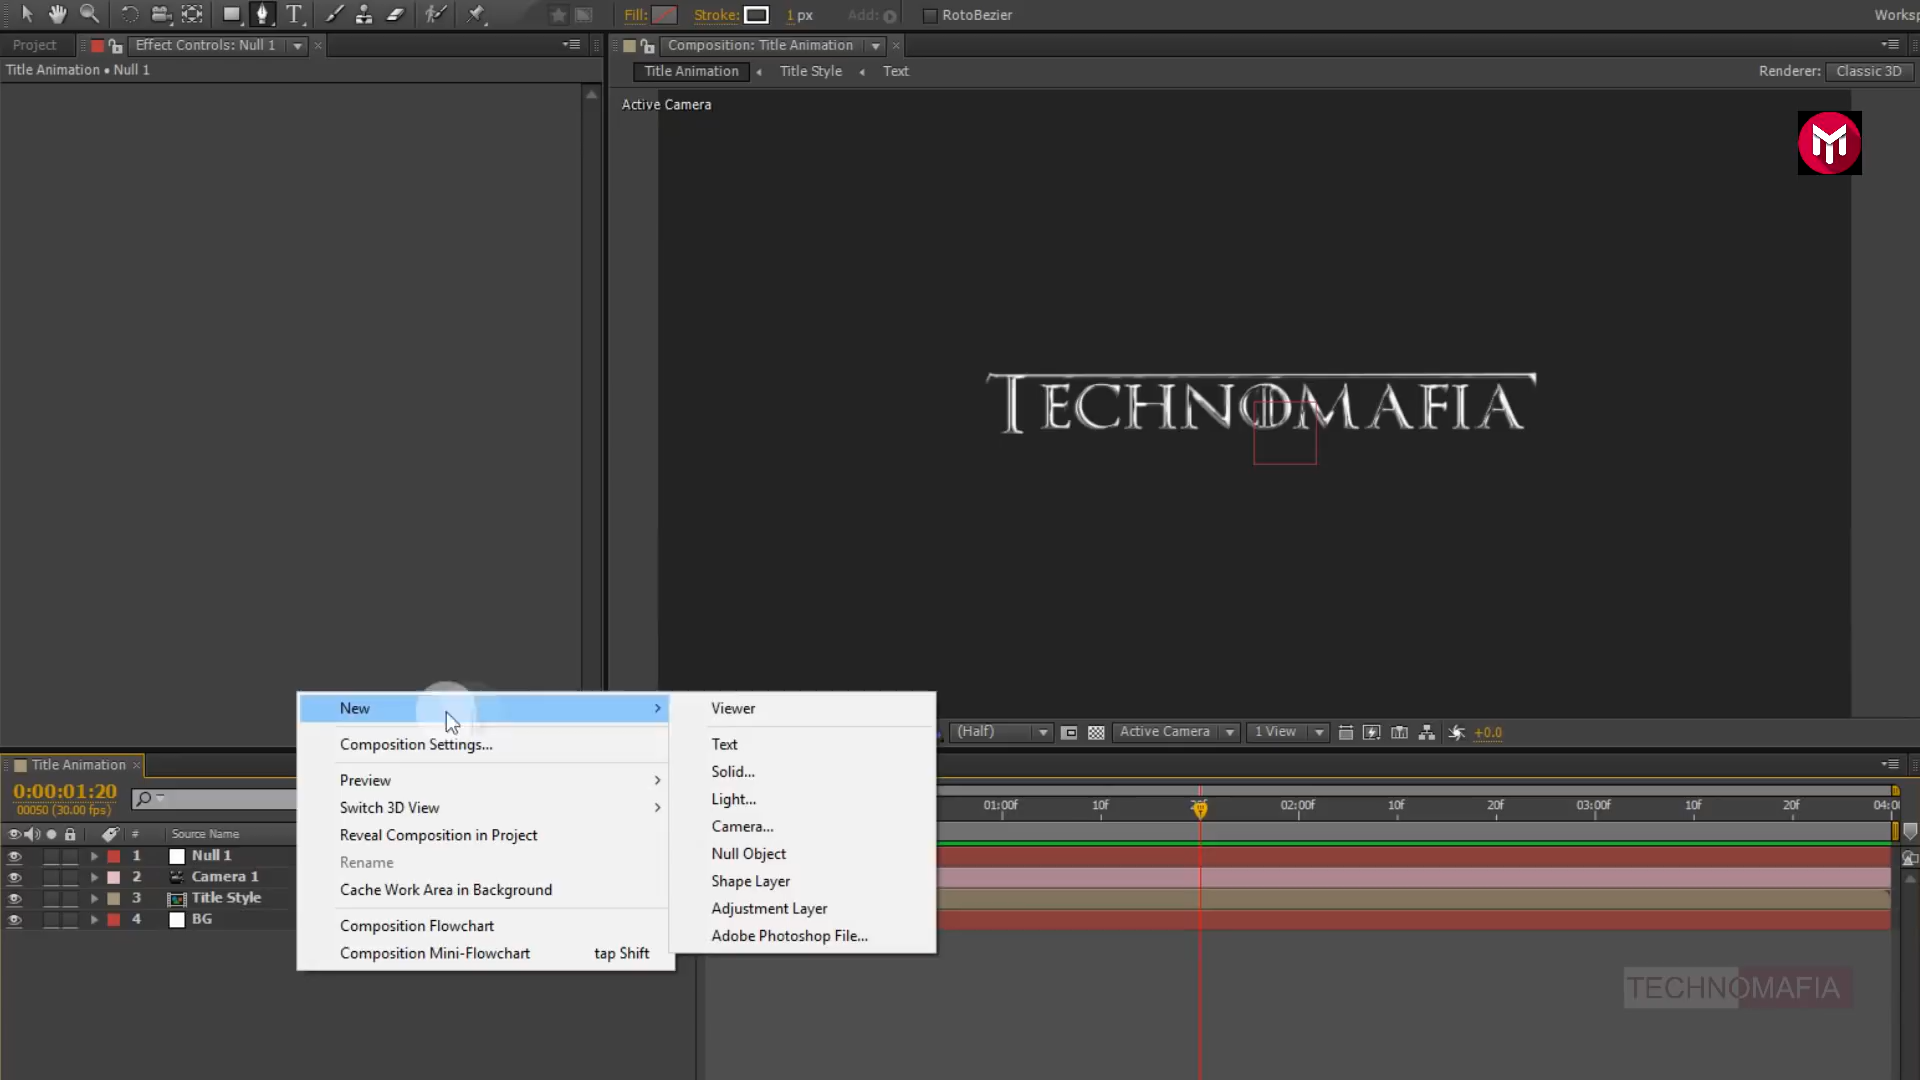 Fill: Stroke: 1 px Add: RotoBezier Worksp
Project Effect Controls: Null 1 Composition: Title Animation
Title Animation • Null 1
Title Animation Title Style Text Renderer: Classic 3D
Active Camera
TECHNOMAFIA
New Viewer
Composition Settings... Text
Preview Solid...
Switch 3D View Light...
Reveal Composition in Project Camera...
Rename Null Object
Cache Work Area in Background Shape Layer
Composition Flowchart Adjustment Layer
Composition Mini-Flowchart tap Shift Adobe Photoshop File...
(Half) Active Camera 1 View +0.0
Title Animation
0:00:01:20
00050 (30.00 fps)
01:00f 10f 20f 02:00f 10f 20f 03:00f 10f 20f 04:0
# Source Name
1 Null 1
2 Camera 1
3 Title Style
4 BG
TECHNOMAFIA